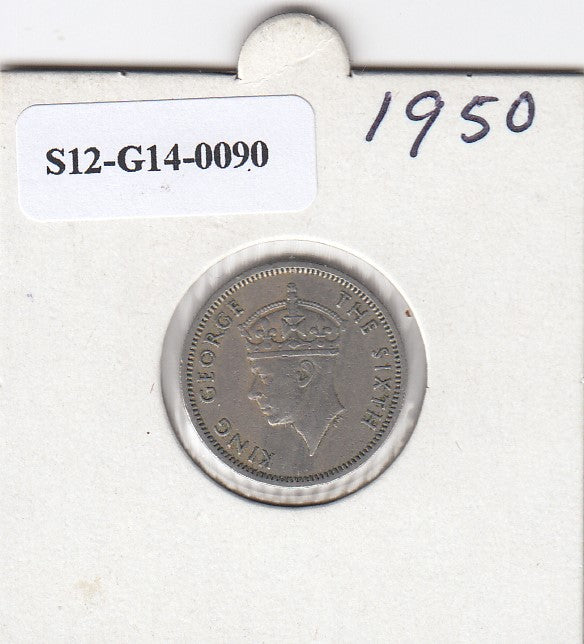 1950
S12-G14-0090
KING GEORGE THE SIXTH